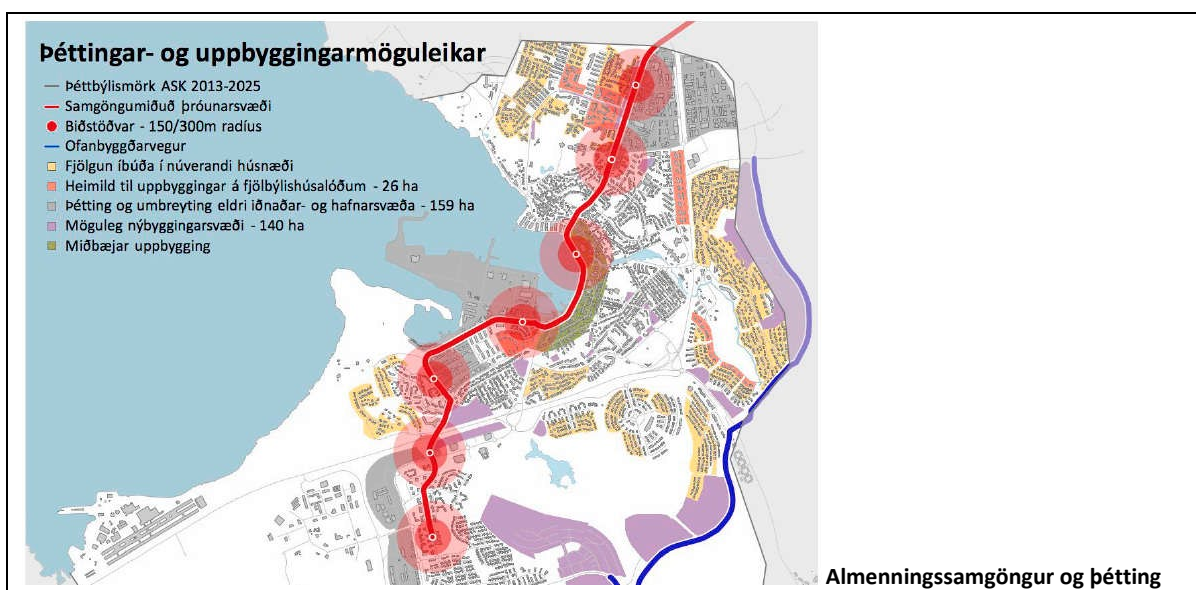 Þéttingar- og uppbyggingarmöguleikar
Þéttbýlismörk ASK 2013-2025
Samgöngumiðuð þróunarsvæði
Biðstöðvar - 150/300m radíus
Ofanbyggðarvegur
Fjölgun íbúða í núverandi húsnæði
Heimild til uppbyggingar á fjölbýlishúsalóðum - 26 ha
Þétting og umbreyting eldri iðnaðar- og hafnarsvæða - 159 ha
Möguleg nýbyggingarsvæði - 140 ha
Miðbæjar uppbygging
Almenningssamgöngur og þétting